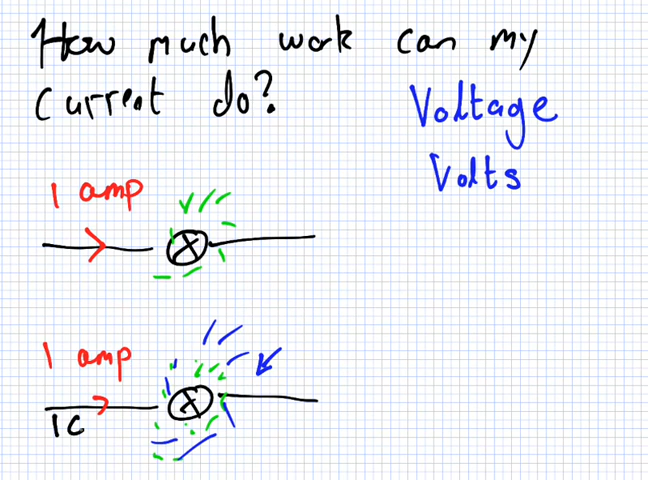 How much work can my
current do?
Voltage
Volts
1 amp
1 amp
1C